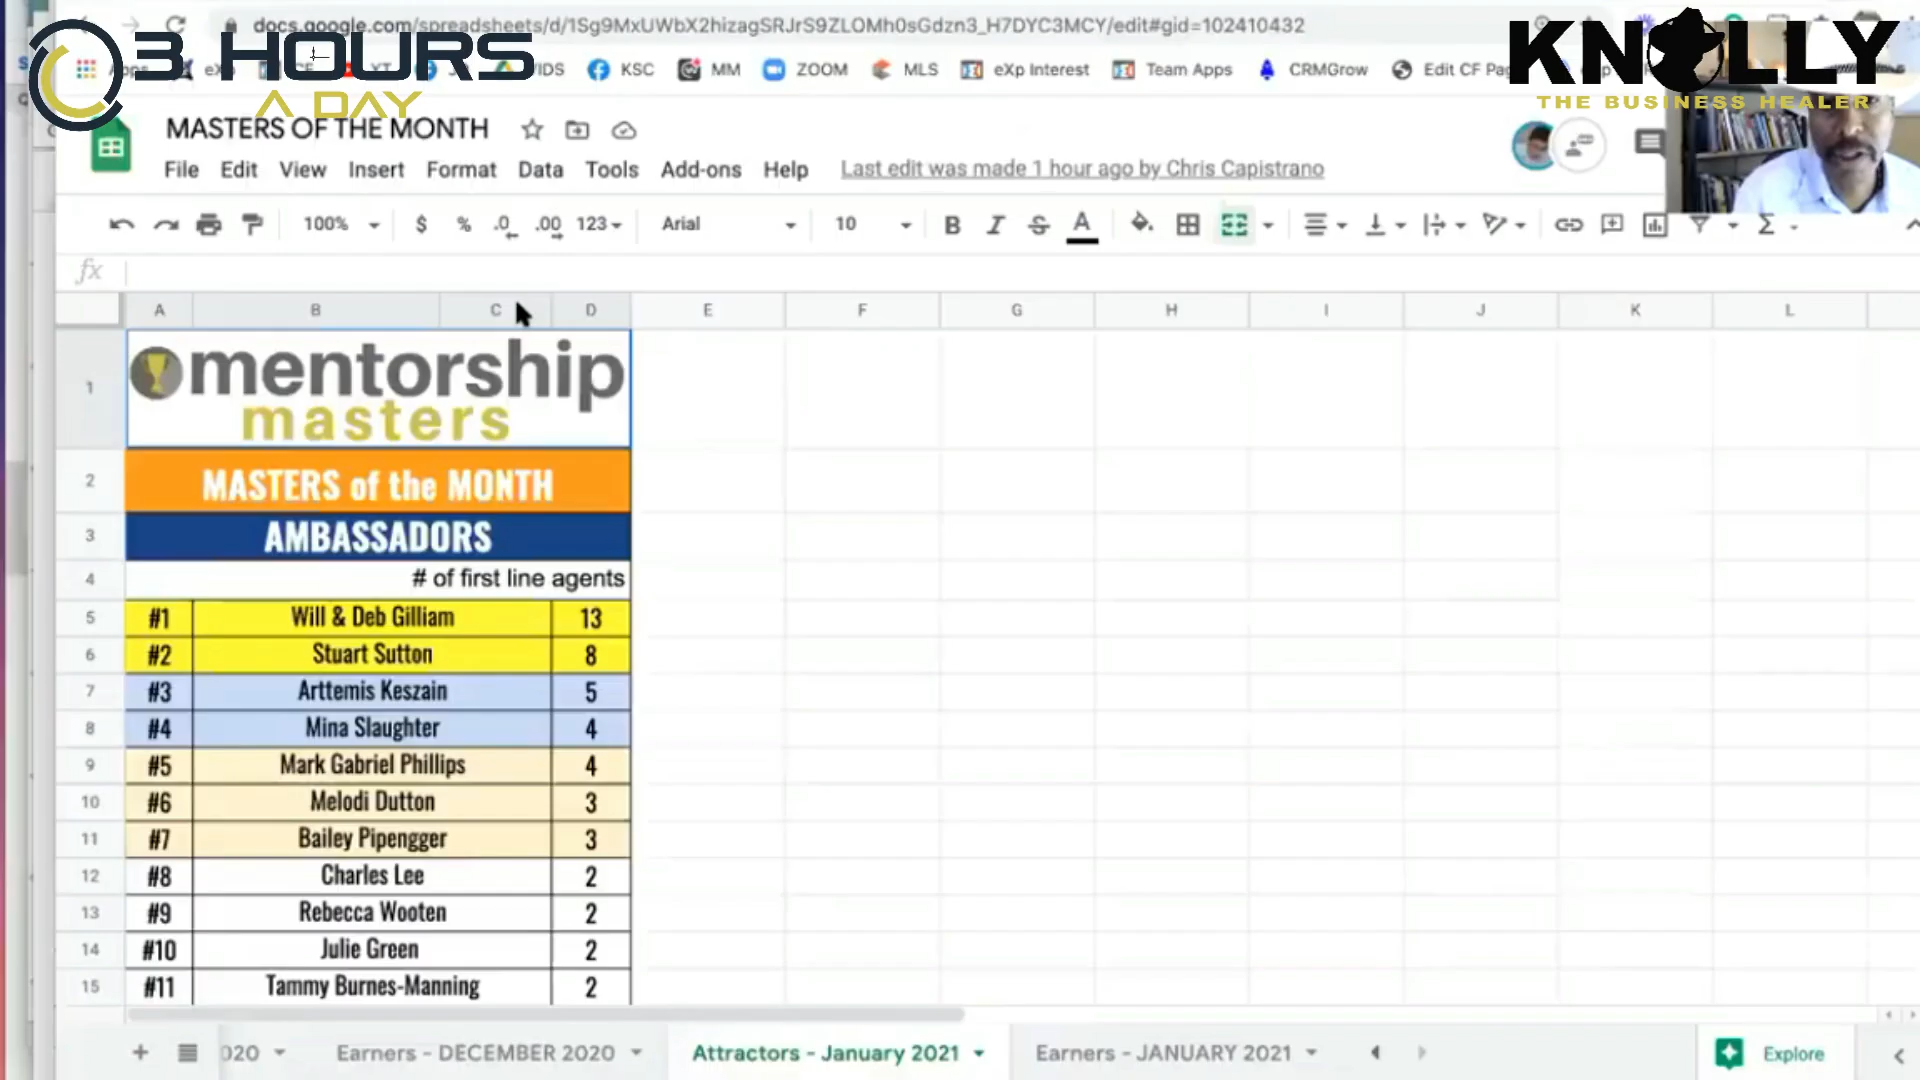 docs.google.com/spreadsheets/d/1Sg9MxUWbX2hizagSRJrS9ZLOMh0sGdzn3_H7DYC3MCY/edit#gid=102410432
3 HOURS
A DAY
KNOLLY
THE BUSINESS HEALER
KSC
MM
ZOOM
MLS
eXp Interest
Team Apps
CRMGrow
Edit CF
MASTERS OF THE MONTH
File Edit View Insert Format Data Tools Add-ons Help Last edit was made 1 hour ago by Chris Capistrano
100% $ % .0 .00 123 Arial 10 B I S A
fx
A B C D E F G H I J K L
1 mentorship
masters
2 MASTERS of the MONTH
3 AMBASSADORS
4 # of first line agents
5 #1 Will & Deb Gilliam 13
6 #2 Stuart Sutton 8
7 #3 Arttemis Keszain 5
8 #4 Mina Slaughter 4
9 #5 Mark Gabriel Phillips 4
10 #6 Melodi Dutton 3
11 #7 Bailey Pipengger 3
12 #8 Charles Lee 2
13 #9 Rebecca Wooten 2
14 #10 Julie Green 2
15 #11 Tammy Burnes-Manning 2
020 Earners - DECEMBER 2020 Attractors - January 2021 Earners - JANUARY 2021 Explore